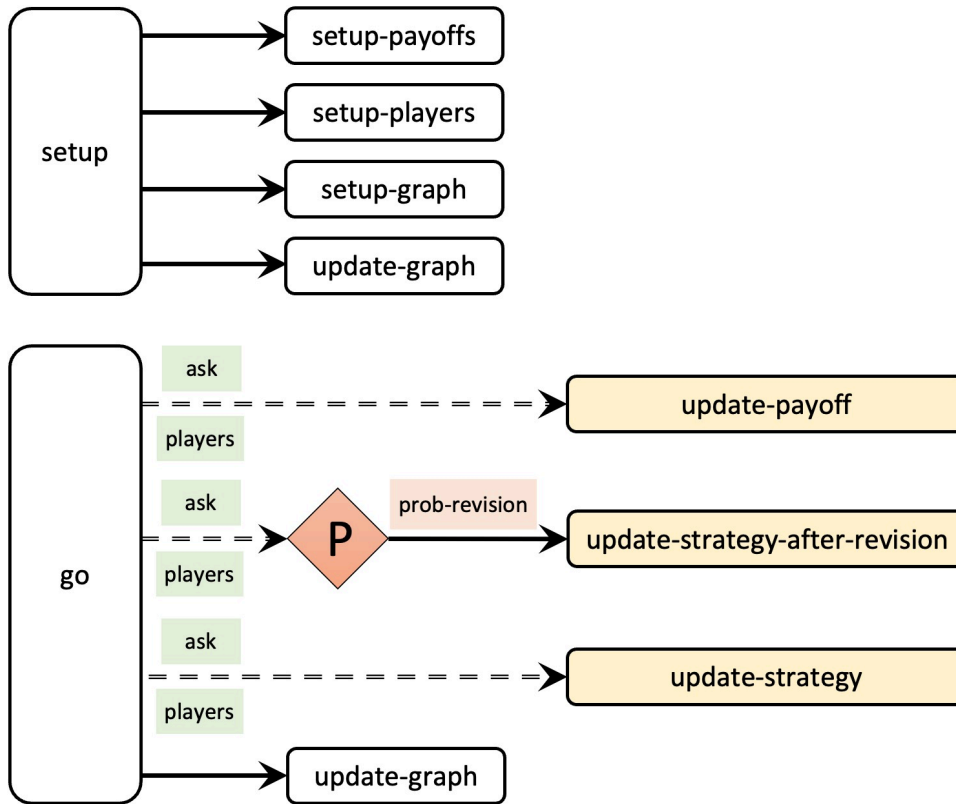 setup
setup-payoffs
setup-players
setup-graph
update-graph
go
ask
players
update-payoff
ask
players
P
prob-revision
update-strategy-after-revision
ask
players
update-strategy
update-graph